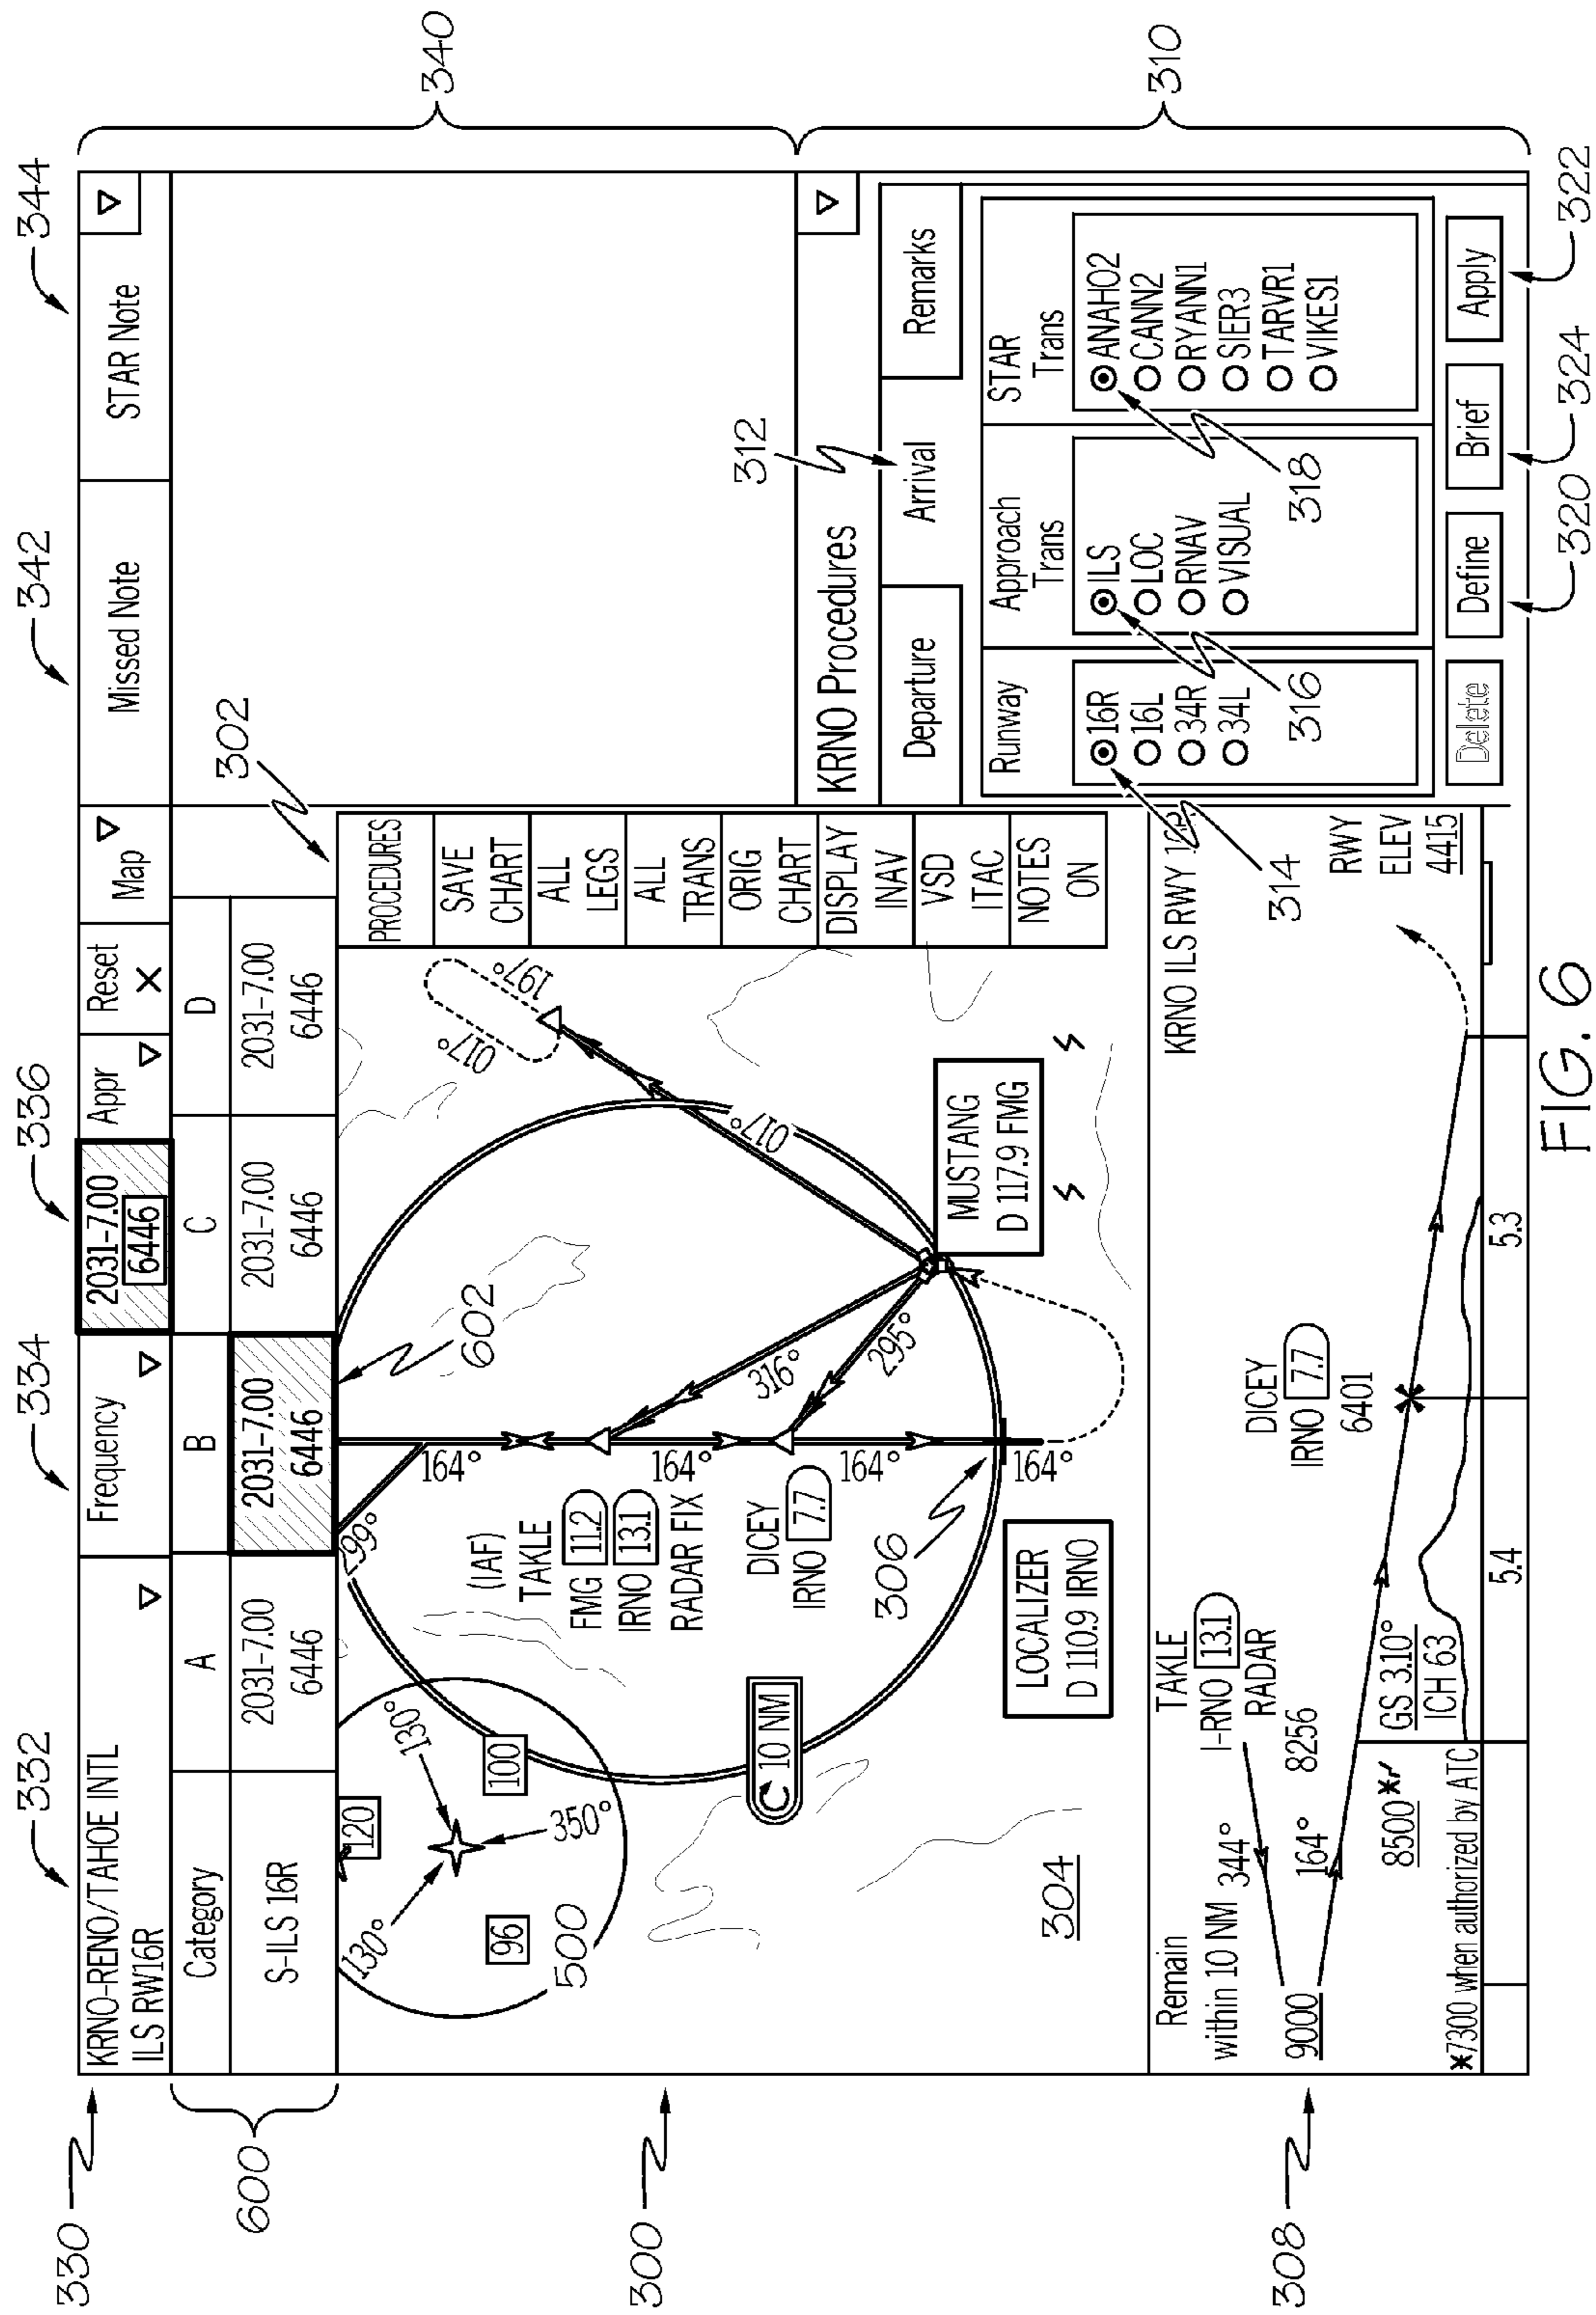 330
332
334
336
342
344
KRNO-RENO/TAHOE INTL
ILS RW16R
Frequency
2031-7.00
6446
Appr
Reset
X
Map
Missed Note
STAR Note
600
Category
A
B
C
D
S-ILS 16R
2031-7.00
6446
2031-7.00
6446
2031-7.00
6446
2031-7.00
6446
302
340
602
PROCEDURES
SAVE
CHART
ALL
LEGS
ALL
TRANS
ORIG
CHART
DISPLAY
INAV
VSD
ITAC
NOTES
ON
120
130°
130°
100
350°
96
500
199°
164°
316°
295°
164°
164°
164°
017°
017°
197°
(IAF)
TAKLE
FMG 11.2
IRNO 13.1
RADAR FIX
DICEY
IRNO 7.7
300
10 NM
306
MUSTANG
D 117.9 FMG
LOCALIZER
D 110.9 IRNO
304
312
KRNO Procedures
Departure
Arrival
Remarks
310
Runway
Approach
Trans
STAR
Trans
16R
16L
34R
34L
ILS
LOC
RNAV
VISUAL
ANAHO2
CANN2
RYANN1
SIER3
TARVR1
VIKES1
314
316
318
Delete
Define
Brief
Apply
320
324
322
308
KRNO ILS RWY 16R
Remain
within 10 NM
344°
TAKLE
I-RNO 13.1
RADAR
9000
164°
8256
DICEY
IRNO 7.7
6401
RWY
ELEV
4415
8500*
GS 3.10°
ICH 63
*7300 when authorized by ATC
5.4
5.3
FIG. 6